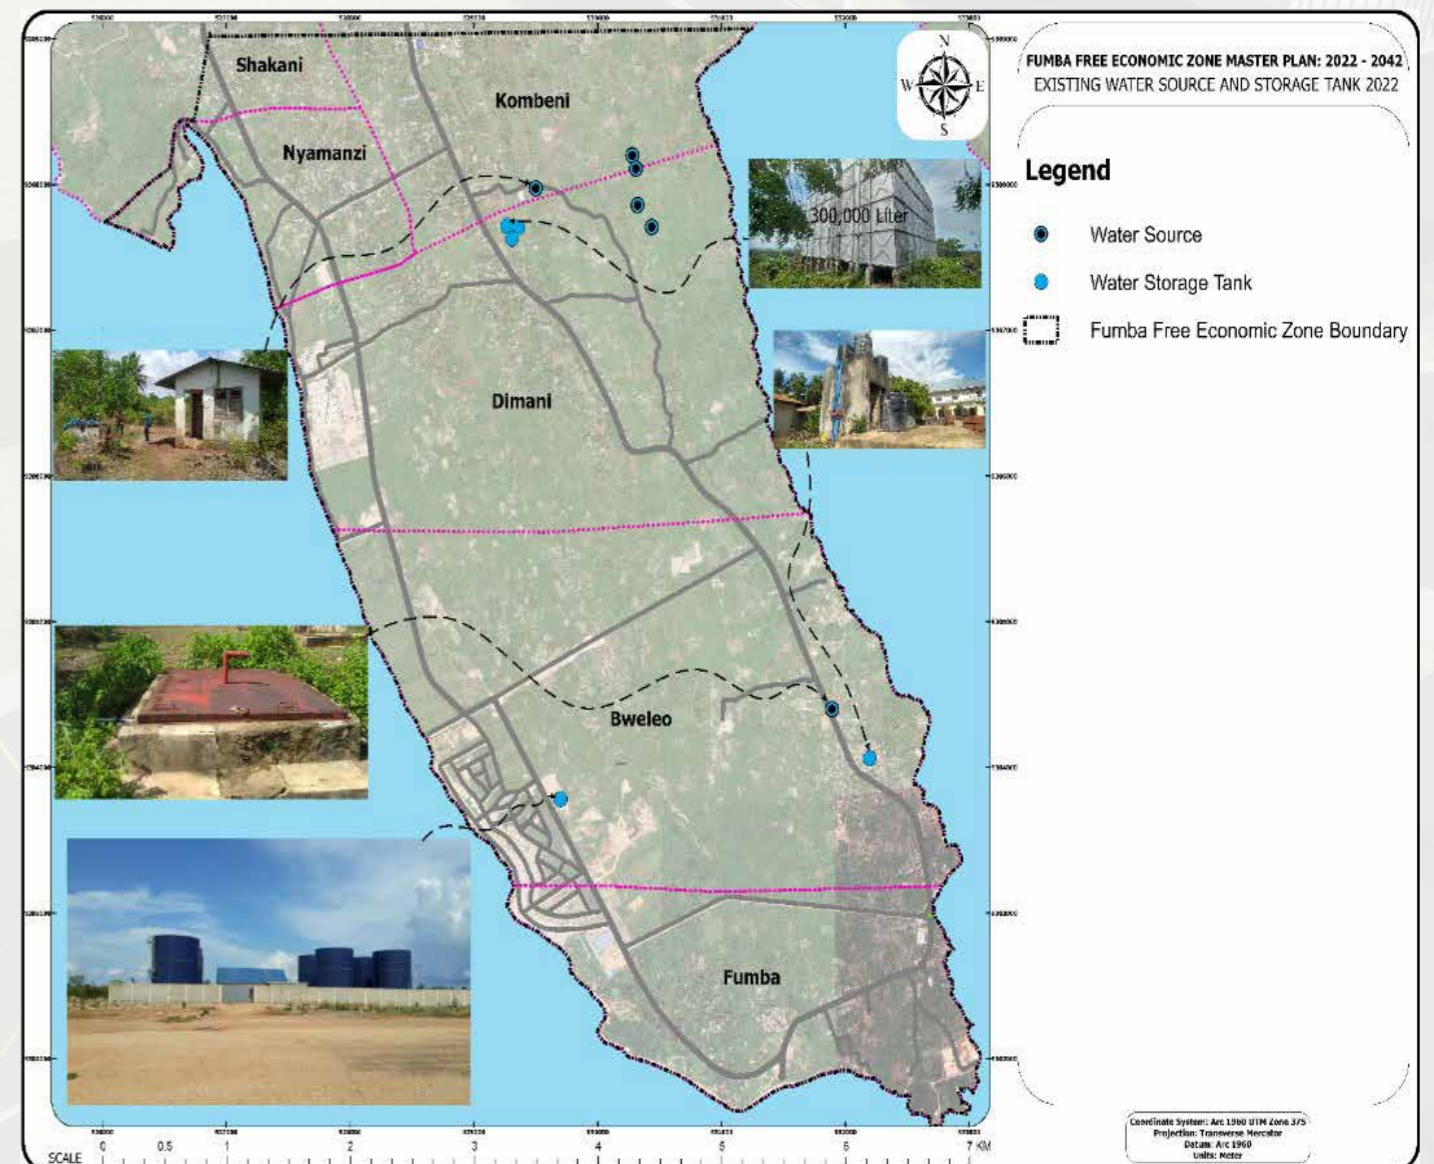 FUMBA FREE ECONOMIC ZONE MASTER PLAN: 2022 - 2042
EXISTING WATER SOURCE AND STORAGE TANK 2022
N
W E
S
Legend
Water Source
Water Storage Tank
Fumba Free Economic Zone Boundary
Shakani
Kombeni
Nyamanzi
300,000 Liter
Dimani
Bweleo
Fumba
SCALE 0 0.5 1 2 3 4 5 6 7 KM
Coordinate System: Arc 1960 UTM Zone 37S
Projection: Transverse Mercator
Datum: Arc 1960
Units: Meter